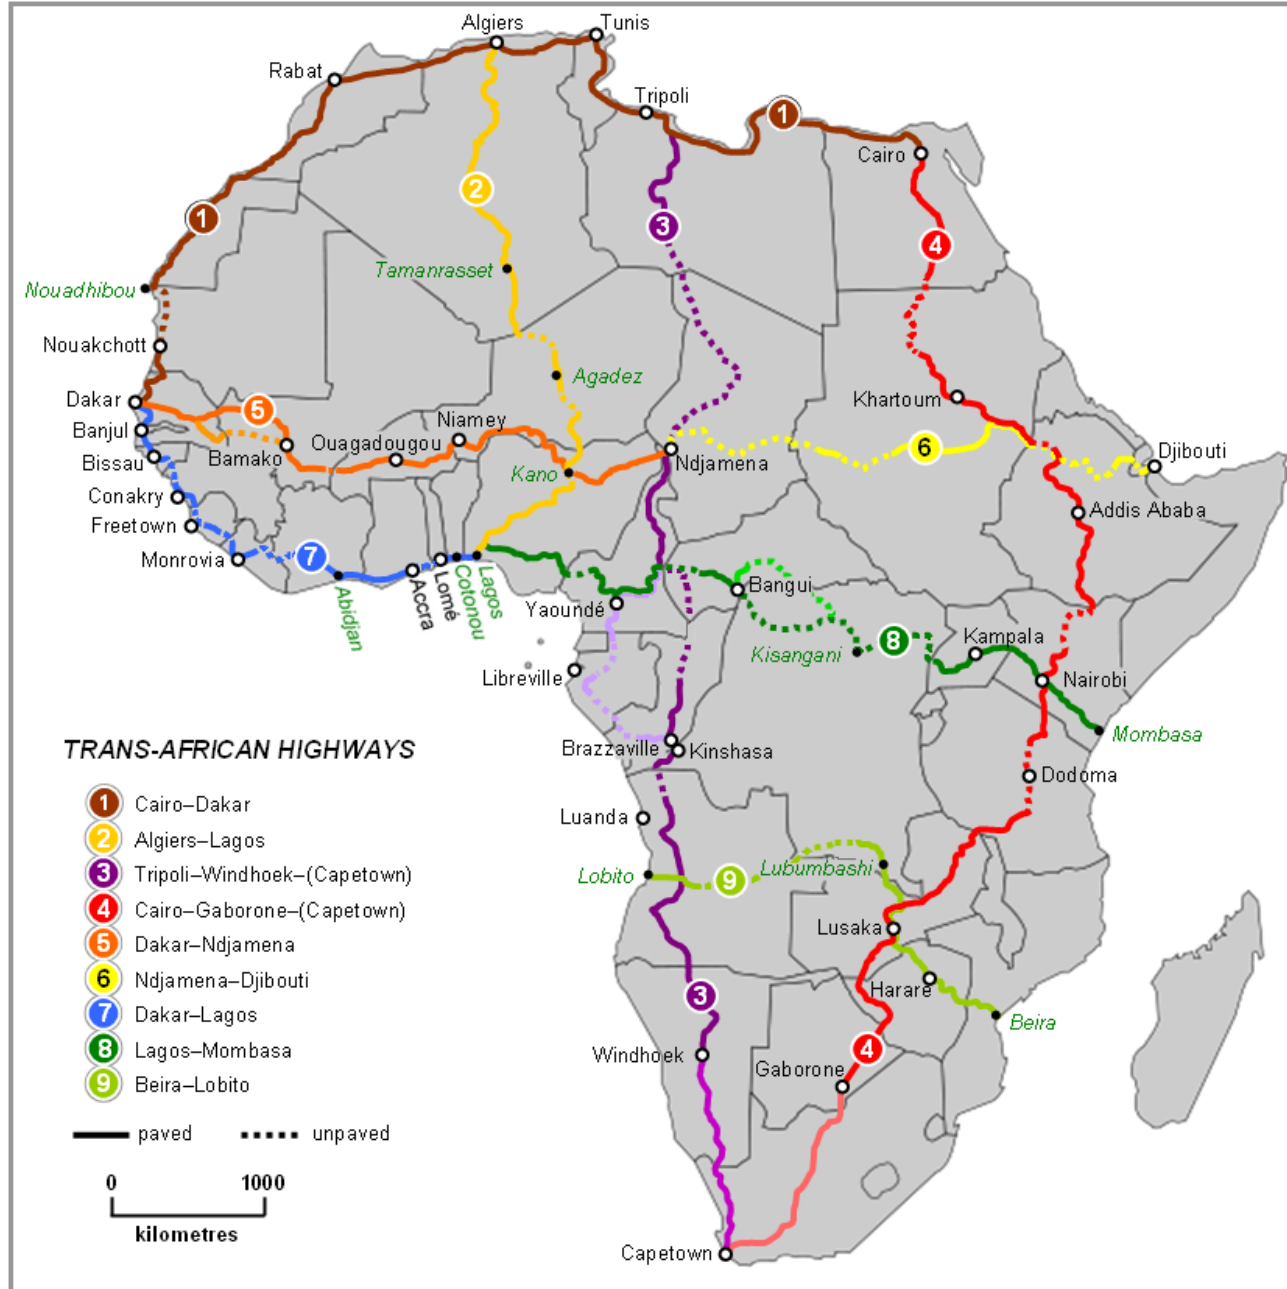 Algiers
Tunis
Rabat
Tripoli
1
Cairo
2
1
3
4
Tamanrasset
Nouadhibou
Nouakchott
Agadez
Dakar
5
Khartoum
Niamey
Banjul
Ouagadougou
6
Djibouti
Bamako
Bissau
Ndjamena
Kano
Conakry
Addis Ababa
Freetown
Monrovia
7
Abidjan
Accra
Lomé
Cotonou
Lagos
Yaoundé
Bangui
Kisangani
8
Kampala
Libreville
Nairobi
Mombasa
Brazzaville
Kinshasa
Dodoma
Luanda
Lobito
9
Lubumbashi
Lusaka
Harare
Beira
3
Windhoek
4
Gaborone
Capetown
TRANS-AFRICAN HIGHWAYS
1 Cairo–Dakar
2 Algiers–Lagos
3 Tripoli–Windhoek–(Capetown)
4 Cairo–Gaborone–(Capetown)
5 Dakar–Ndjamena
6 Ndjamena–Djibouti
7 Dakar–Lagos
8 Lagos–Mombasa
9 Beira–Lobito
paved unpaved
0 1000
kilometres